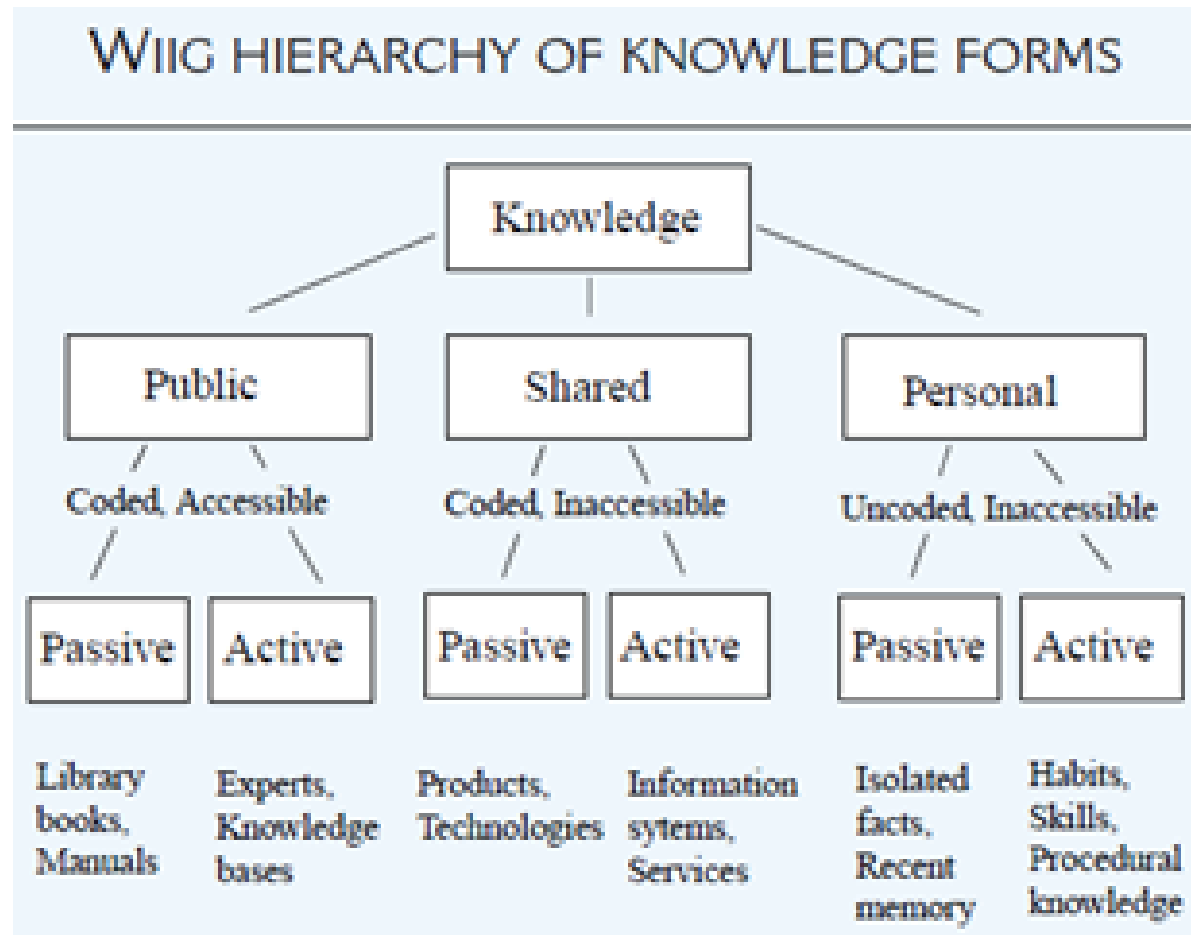 WIIG HIERARCHY OF KNOWLEDGE FORMS
Knowledge
Public
Shared
Personal
Coded, Accessible
Coded, Inaccessible
Uncoded, Inaccessible
Passive
Active
Passive
Active
Passive
Active
Library
books,
Manuals
Experts,
Knowledge
bases
Products,
Technologies
Information
sytems,
Services
Isolated
facts,
Recent
memory
Habits,
Skills,
Procedural
knowledge